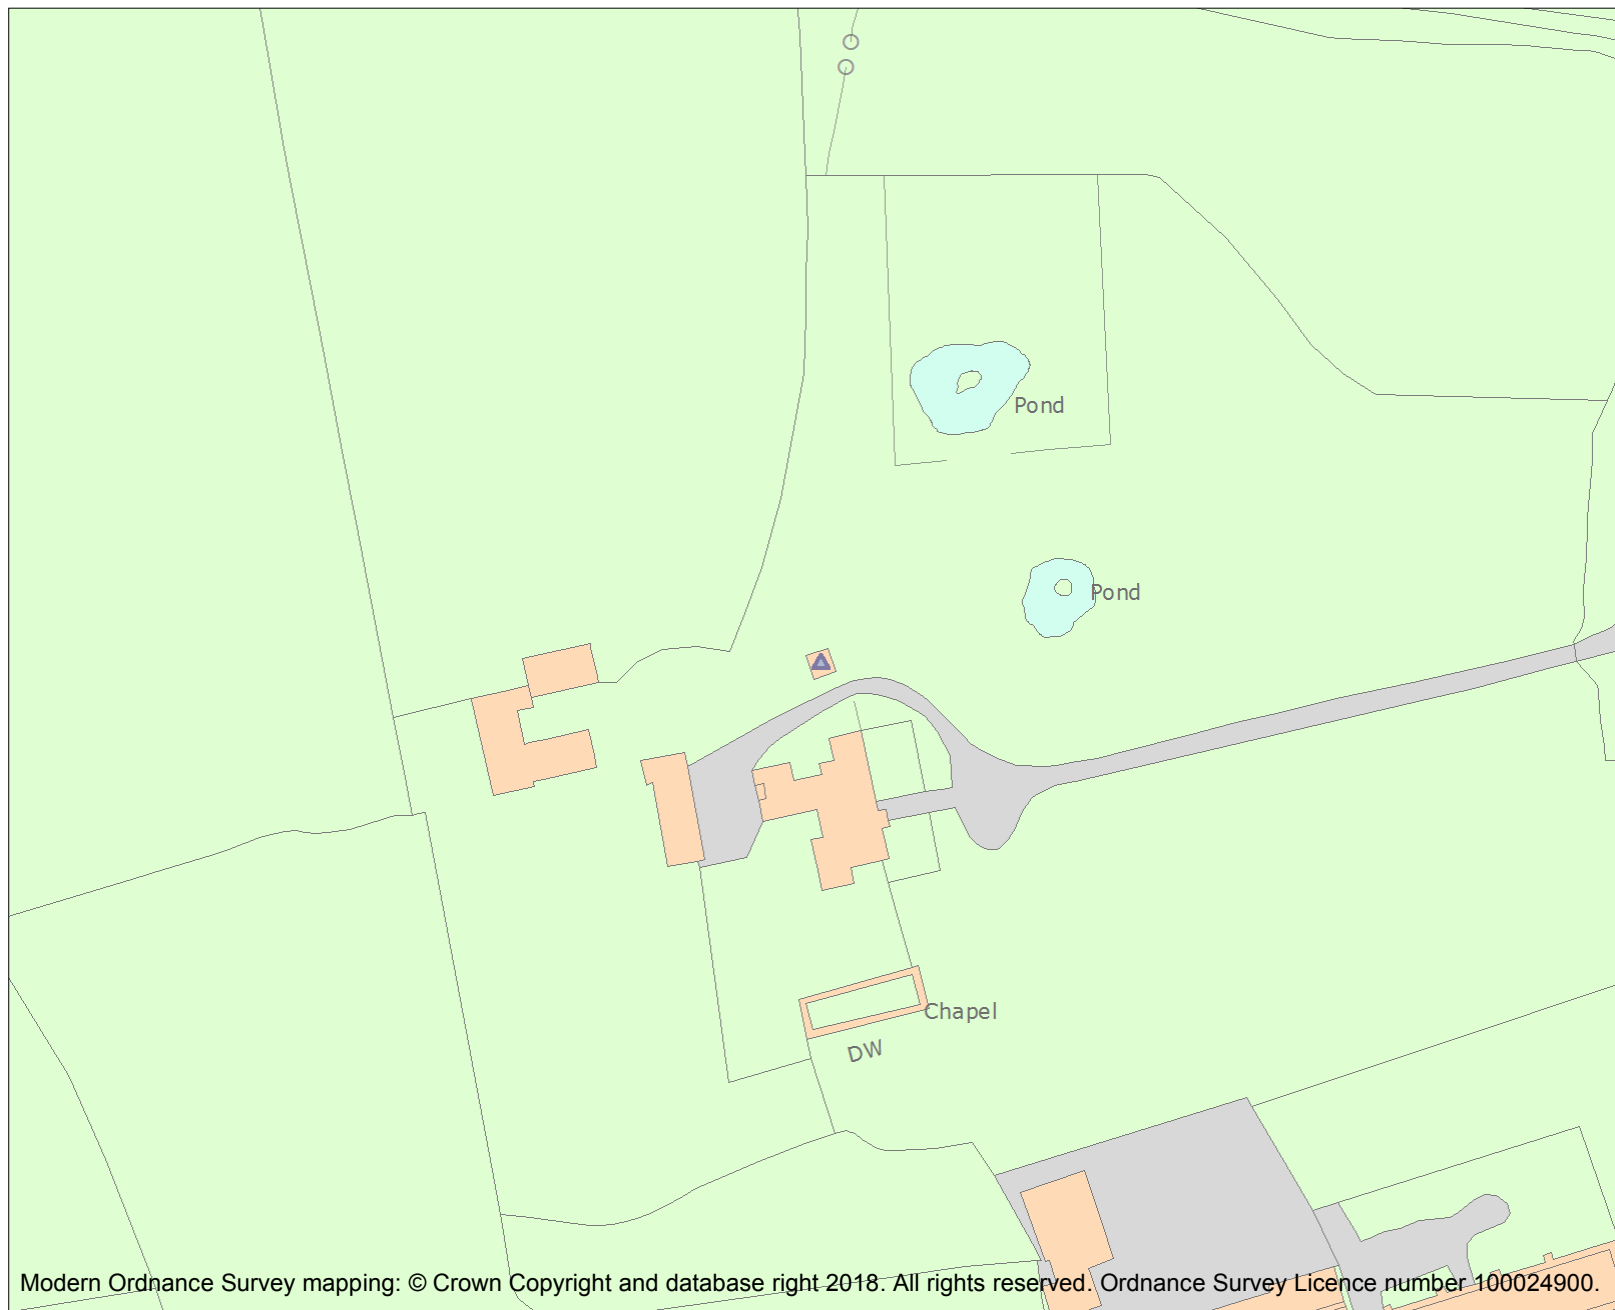 Pond
Pond
Chapel
DW
Modern Ordnance Survey mapping: © Crown Copyright and database right 2018. All rights reserved. Ordnance Survey Licence number 100024900.